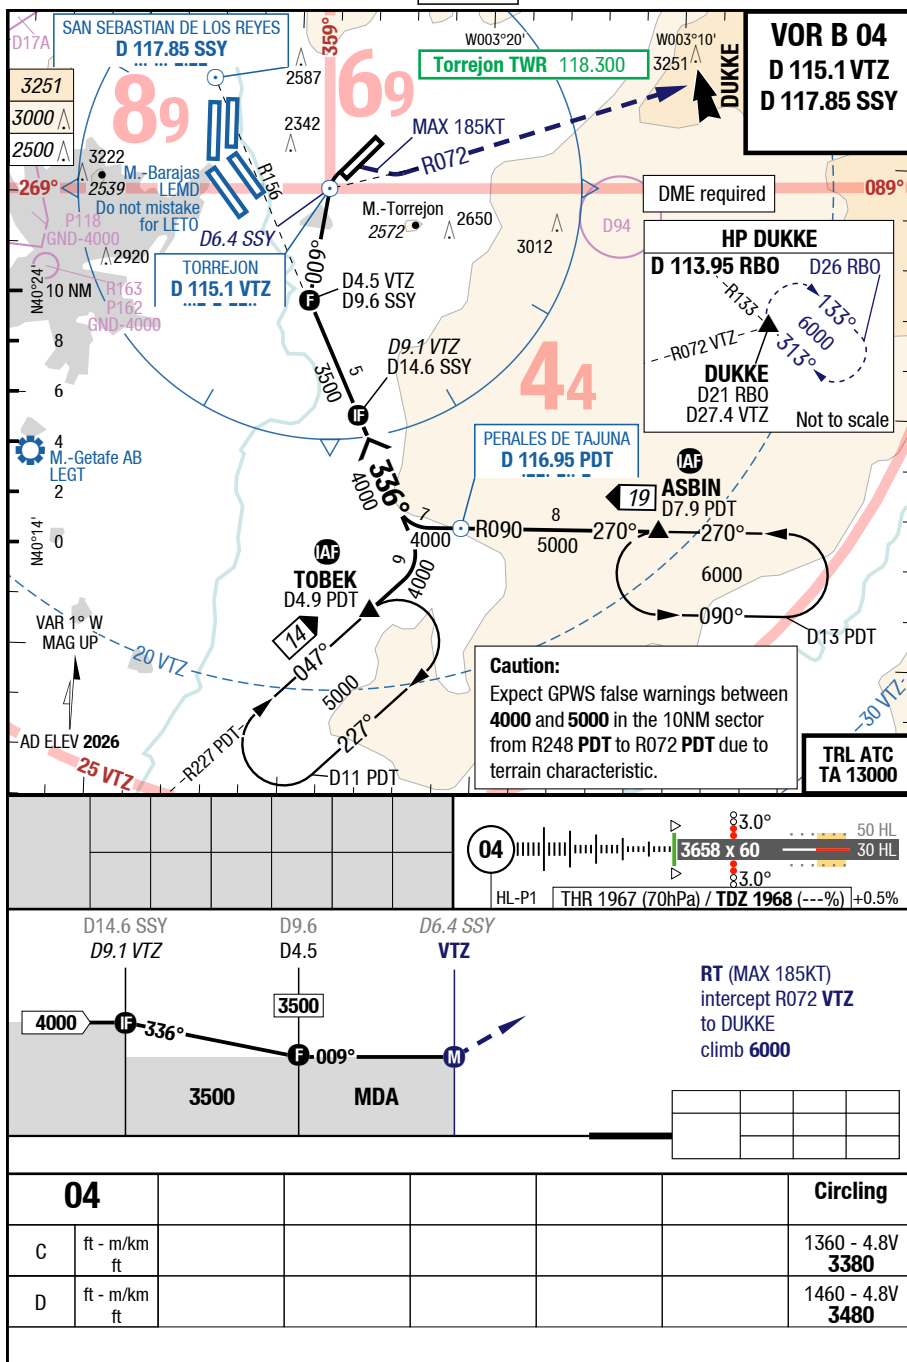 VOR B 04
D 115.1 VTZ
D 117.85 SSY
SAN SEBASTIAN DE LOS REYES
D 117.85 SSY
D17A
359°
W003°20'
W003°10'
Torrejon TWR 118.300
3251
DUKKE
3251
3000
2500
89
69
2587
2342
MAX 185KT
R072
3222
2539
M.-Barajas
LEMD
Do not mistake
for LETO
R156
269°
089°
DME required
P118
GND-4000
D6.4 SSY
M.-Torrejon
2572
2650
3012
D94
2920
TORREJON
D 115.1 VTZ
009°
D4.5 VTZ
D9.6 SSY
F
N40°24'
10 NM
R163
P162
GND-4000
8
6
4
2
0
N40°14'
HP DUKKE
D 113.95 RBO
D26 RBO
R133
133°
6000
313°
R072 VTZ
DUKKE
D21 RBO
D27.4 VTZ
Not to scale
D9.1 VTZ
D14.6 SSY
5
3500
IF
44
M.-Getafe AB
LEGT
PERALES DE TAJUNA
D 116.95 PDT
336°
4000
IAF
ASBIN
D7.9 PDT
19
7
4000
R090
8
5000
270°
270°
6000
090°
D13 PDT
IAF
TOBEK
D4.9 PDT
9
4000
14
047°
5000
227°
R227 PDT
D11 PDT
VAR 1° W
MAG UP
20 VTZ
AD ELEV 2026
25 VTZ
30 VTZ
Caution:
Expect GPWS false warnings between
4000 and 5000 in the 10NM sector
from R248 PDT to R072 PDT due to
terrain characteristic.
TRL ATC
TA 13000
04
3.0°
3658 x 60
3.0°
50 HL
30 HL
HL-P1
THR 1967 (70hPa) / TDZ 1968 (---%)
+0.5%
D14.6 SSY
D9.1 VTZ
D9.6
D4.5
D6.4 SSY
VTZ
4000
IF
336°
3500
F
009°
M
3500
MDA
RT (MAX 185KT)
intercept R072 VTZ
to DUKKE
climb 6000
04
Circling
C
ft - m/km
ft
1360 - 4.8V
3380
D
ft - m/km
ft
1460 - 4.8V
3480